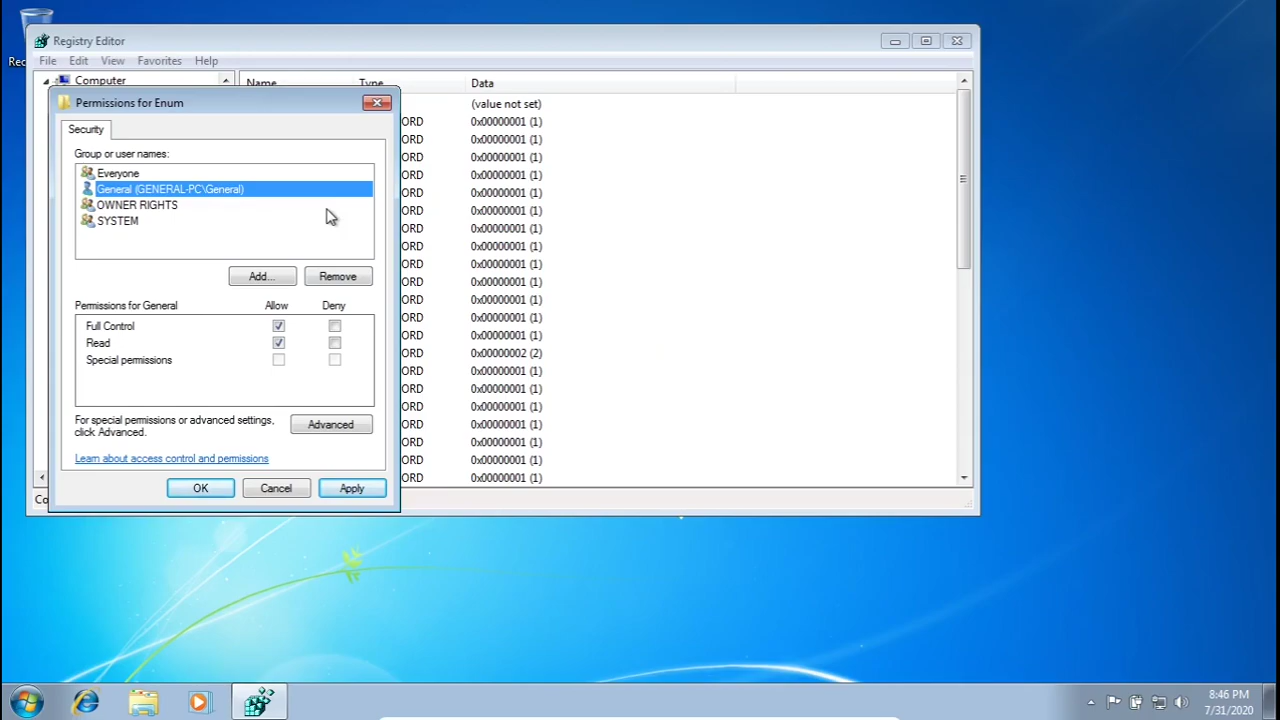 Rec
Registry Editor
File Edit View Favorites Help
Computer
Name Type Data
Permissions for Enum
(value not set)
Security
ORD 0x00000001 (1)
ORD 0x00000001 (1)
Group or user names:
ORD 0x00000001 (1)
Everyone
ORD 0x00000001 (1)
General (GENERAL-PC\General)
ORD 0x00000001 (1)
OWNER RIGHTS
ORD 0x00000001 (1)
SYSTEM
ORD 0x00000001 (1)
ORD 0x00000001 (1)
ORD 0x00000001 (1)
Add... Remove
ORD 0x00000001 (1)
ORD 0x00000001 (1)
Permissions for General Allow Deny
ORD 0x00000001 (1)
Full Control
ORD 0x00000001 (1)
Read
ORD 0x00000002 (2)
Special permissions
ORD 0x00000001 (1)
ORD 0x00000001 (1)
ORD 0x00000001 (1)
For special permissions or advanced settings,
click Advanced.
Advanced
ORD 0x00000001 (1)
ORD 0x00000001 (1)
Learn about access control and permissions
ORD 0x00000001 (1)
ORD 0x00000001 (1)
OK Cancel Apply
Co
8:46 PM
7/31/2020